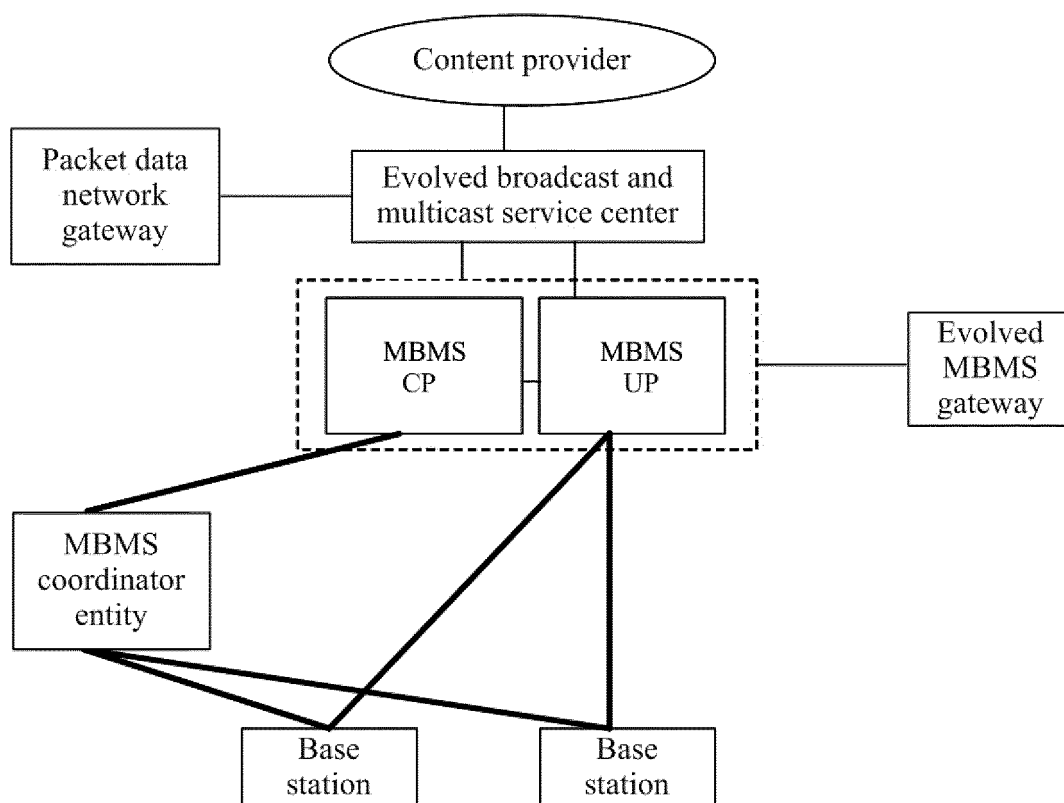 Content provider
Packet data
network
gateway
Evolved broadcast and
multicast service center
MBMS
CP
MBMS
UP
Evolved
MBMS
gateway
MBMS
coordinator
entity
Base
station
Base
station